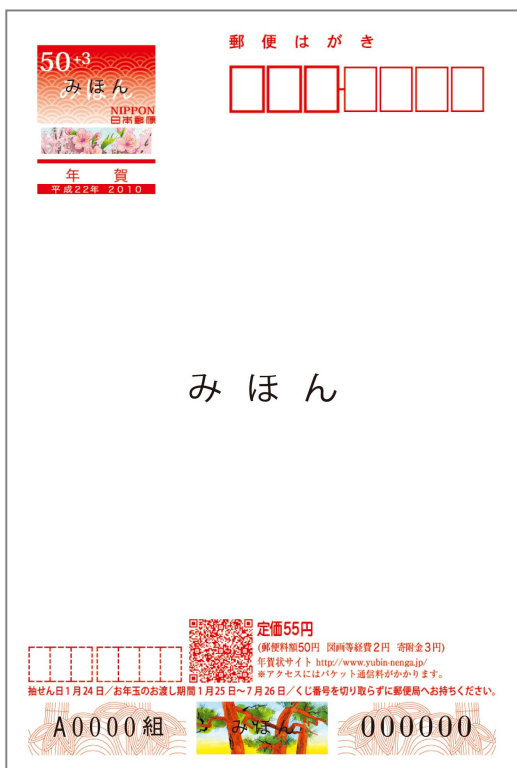 郵便はがき
50+3
みほん
みほん
NIPPON
日本郵便
年賀
平成22年 2010
みほん
定価55円
(郵便料額50円 図画等経費2円 寄附金3円)
年賀状サイト http://www.yubin-nenga.jp/
※アクセスにはパケット通信料がかかります。
抽せん日1月24日/お年玉のお渡し期間1月25日~7月26日/くじ番号を切り取らずに郵便局へお持ちください。
A0000組
みほん
000000